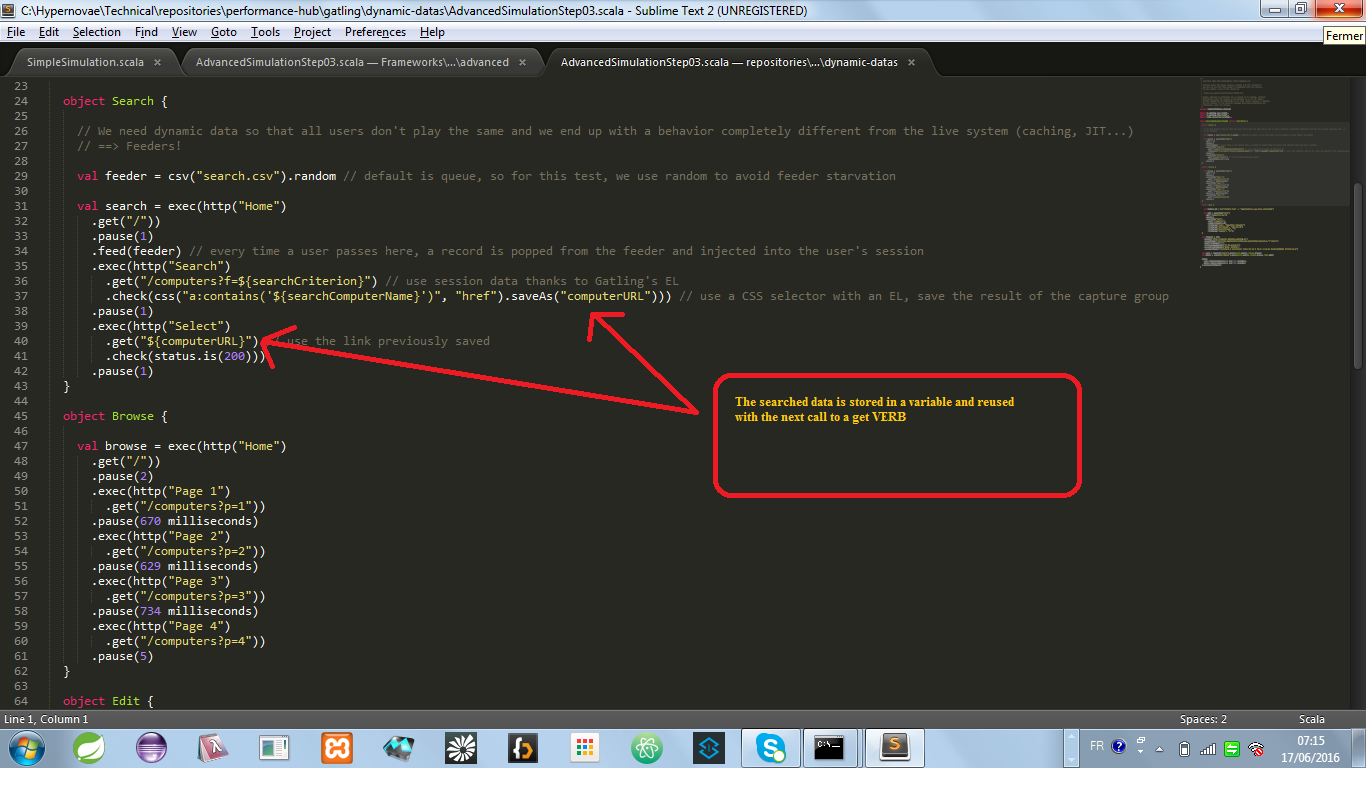 C:\Hypernovae\Technical\repositories\performance-hub\gatling\dynamic-datas\AdvancedSimulationStep03.scala - Sublime Text 2 (UNREGISTERED)
File Edit Selection Find View Goto Tools Project Preferences Help
Fermer
SimpleSimulation.scala × AdvancedSimulationStep03.scala — Frameworks\...\advanced × AdvancedSimulationStep03.scala — repositories\...\dynamic-datas ×
23
24 object Search {
25
26 // We need dynamic data so that all users don't play the same and we end up with a behavior completely different from the live system (caching, JIT...)
27 // ==> Feeders!
28
29 val feeder = csv("search.csv").random // default is queue, so for this test, we use random to avoid feeder starvation
30
31 val search = exec(http("Home")
32 .get("/"))
33 .pause(1)
34 .feed(feeder) // every time a user passes here, a record is popped from the feeder and injected into the user's session
35 .exec(http("Search")
36 .get("/computers?f=${searchCriterion}") // use session data thanks to Gatling's EL
37 .check(css("a:contains('${searchComputerName}')", "href").saveAs("computerURL"))) // use a CSS selector with an EL, save the result of the capture group
38 .pause(1)
39 .exec(http("Select")
40 .get("${computerURL}") // use the link previously saved
41 .check(status.is(200)))
42 .pause(1)
43 }
44
45 object Browse {
46
47 val browse = exec(http("Home")
48 .get("/"))
49 .pause(2)
50 .exec(http("Page 1")
51 .get("/computers?p=1"))
52 .pause(670 milliseconds)
53 .exec(http("Page 2")
54 .get("/computers?p=2"))
55 .pause(629 milliseconds)
56 .exec(http("Page 3")
57 .get("/computers?p=3"))
58 .pause(734 milliseconds)
59 .exec(http("Page 4")
60 .get("/computers?p=4"))
61 .pause(5)
62 }
63
64 object Edit {
The searched data is stored in a variable and reused
with the next call to a get VERB
Line 1, Column 1 Spaces: 2 Scala
FR
07:15
17/06/2016